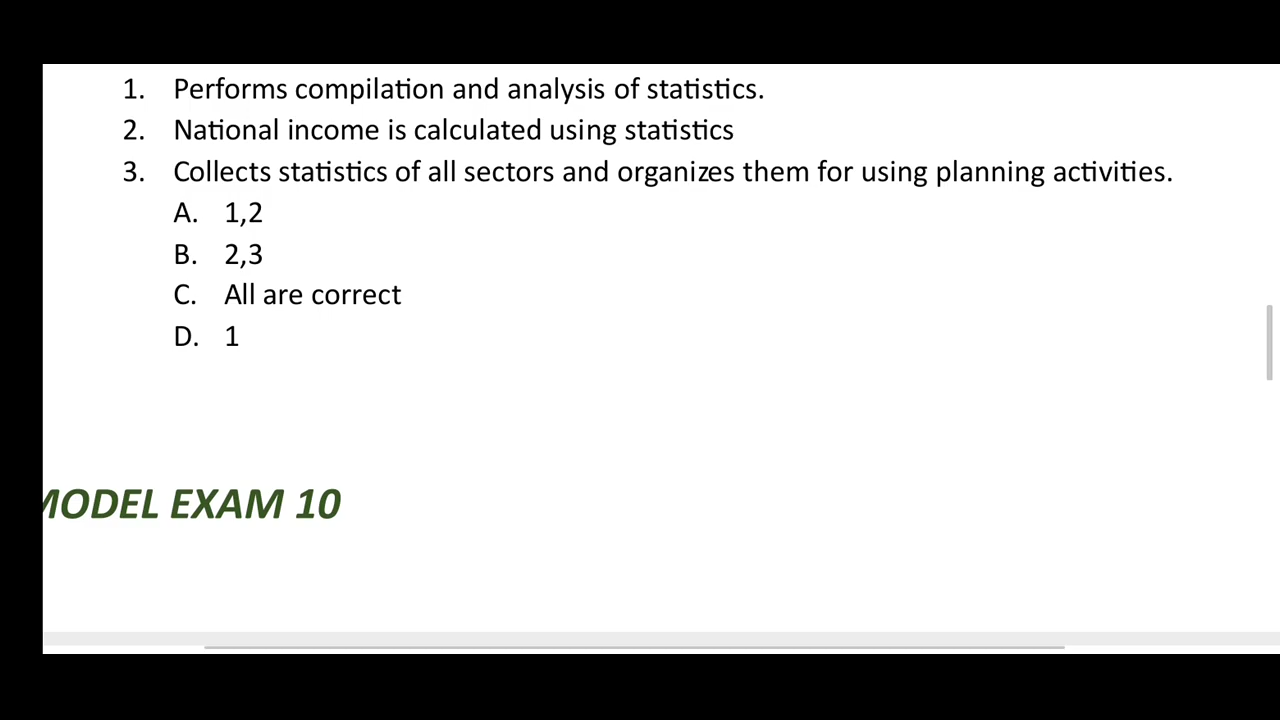 1. Performs compilation and analysis of statistics.
2. National income is calculated using statistics
3. Collects statistics of all sectors and organizes them for using planning activities.
A. 1,2
B. 2,3
C. All are correct
D. 1
MODEL EXAM 10